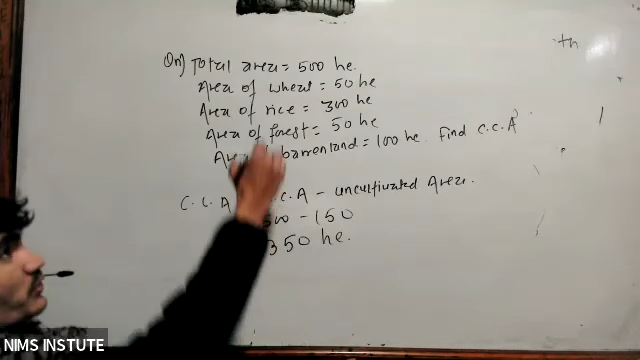 Qn) Total area = 500 he.
Area of wheat = 50 he
Area of rice = 300 he
Area of forest = 50 he
barrenland = 100 he. Find C.C.A
C.C.A C.A - uncultivated Area.
500 - 150
350 he.
th
NIMS INSTUTE